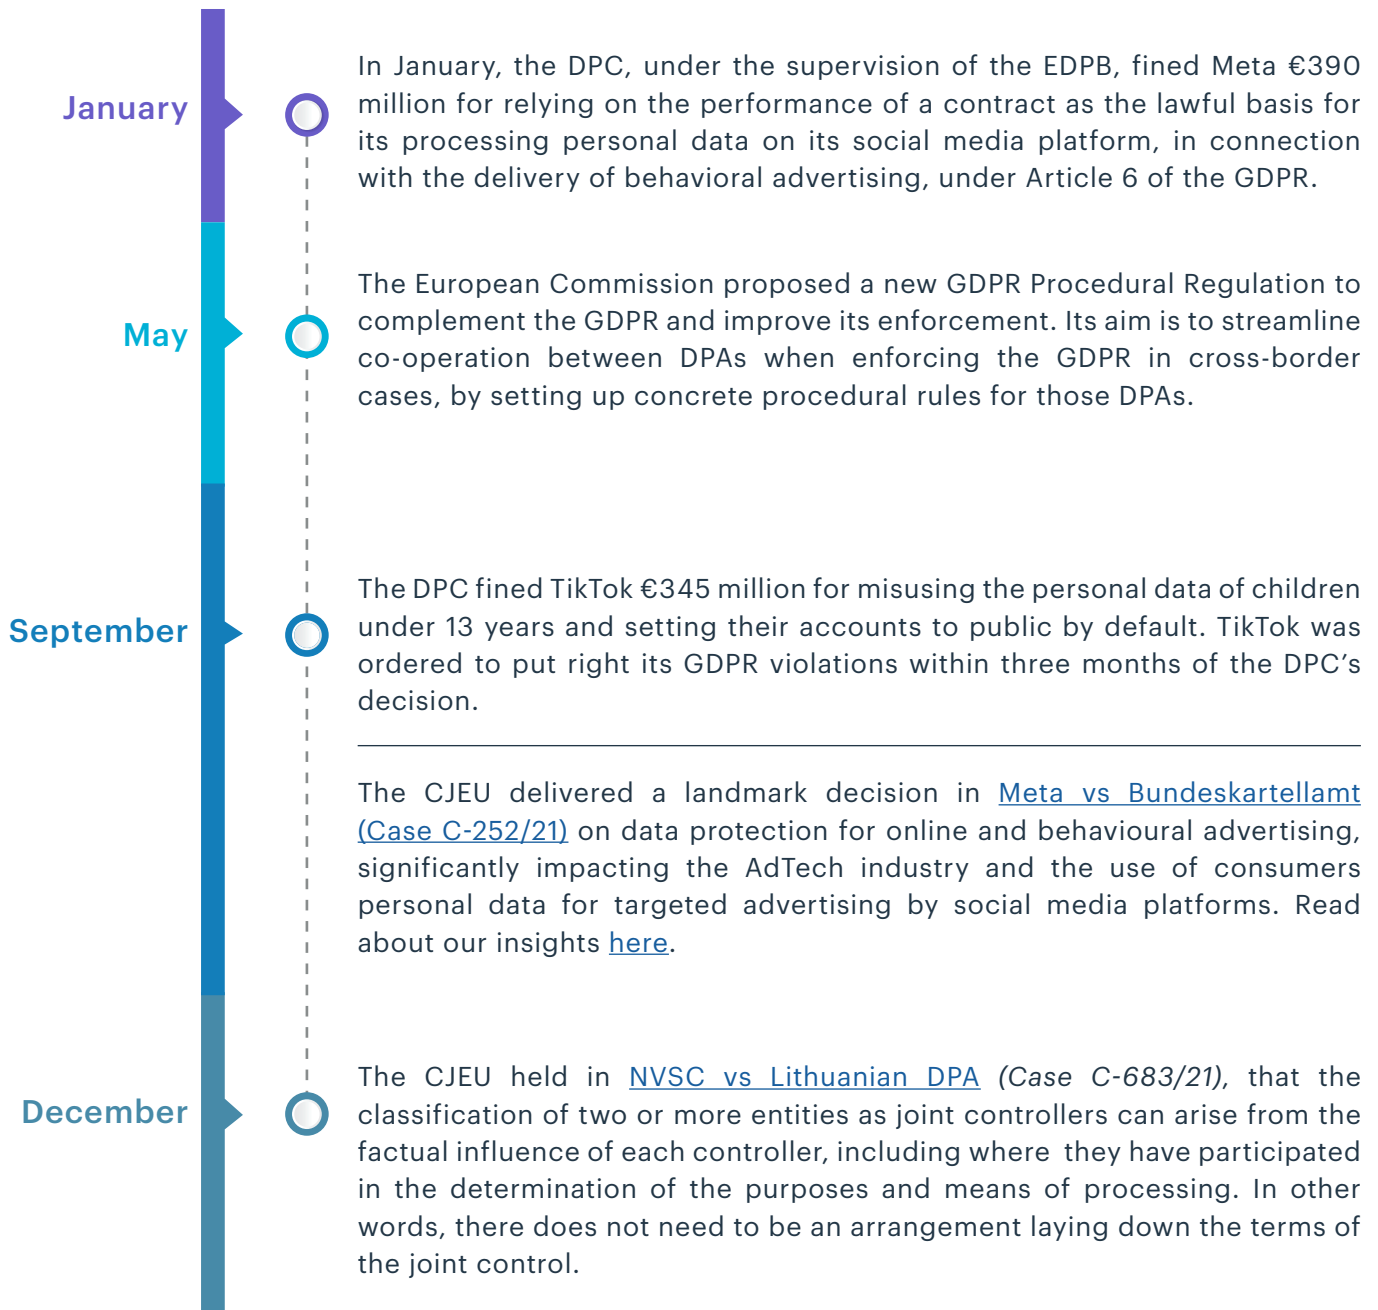 January
In January, the DPC, under the supervision of the EDPB, fined Meta €390
million for relying on the performance of a contract as the lawful basis for
its processing personal data on its social media platform, in connection
with the delivery of behavioral advertising, under Article 6 of the GDPR.
May
The European Commission proposed a new GDPR Procedural Regulation to
complement the GDPR and improve its enforcement. Its aim is to streamline
co-operation between DPAs when enforcing the GDPR in cross-border
cases, by setting up concrete procedural rules for those DPAs.
September
The DPC fined TikTok €345 million for misusing the personal data of children
under 13 years and setting their accounts to public by default. TikTok was
ordered to put right its GDPR violations within three months of the DPC’s
decision.
The CJEU delivered a landmark decision in Meta vs Bundeskartellamt
(Case C-252/21) on data protection for online and behavioural advertising,
significantly impacting the AdTech industry and the use of consumers
personal data for targeted advertising by social media platforms. Read
about our insights here.
December
The CJEU held in NVSC vs Lithuanian DPA (Case C-683/21), that the
classification of two or more entities as joint controllers can arise from the
factual influence of each controller, including where they have participated
in the determination of the purposes and means of processing. In other
words, there does not need to be an arrangement laying down the terms of
the joint control.